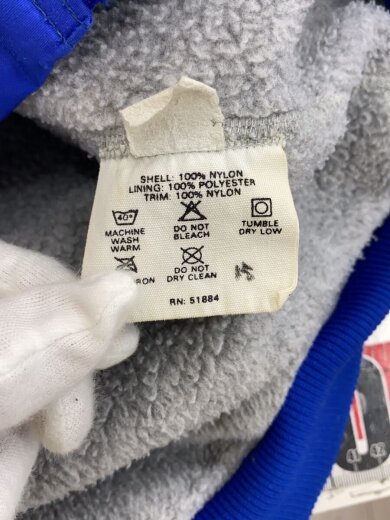 SHELL: 100% NYLON
LINING: 100% POLYESTER
TRIM: 100% NYLON
40°
MACHINE WASH WARM
DO NOT BLEACH
TUMBLE DRY LOW
DO NOT DRY CLEAN
RN: 51884